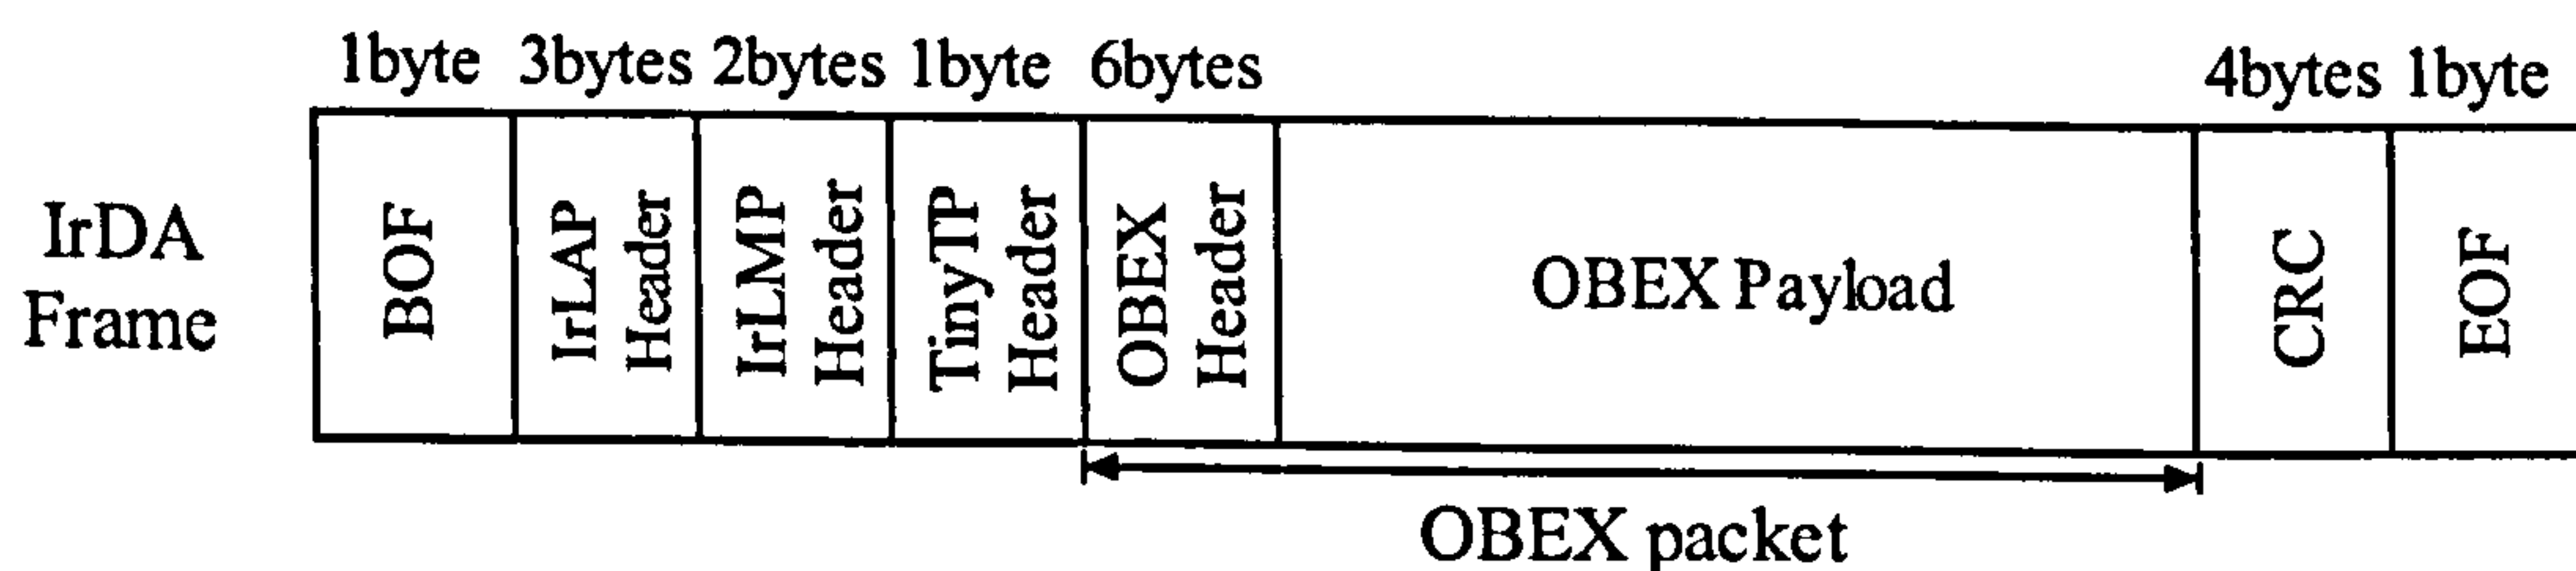 1byte 3bytes 2bytes 1byte 6bytes 4bytes 1byte
IrDA
Frame
BOF
IrLAP
Header
IrLMP
Header
TinyTP
Header
OBEX
Header
OBEX Payload
CRC
EOF
OBEX packet